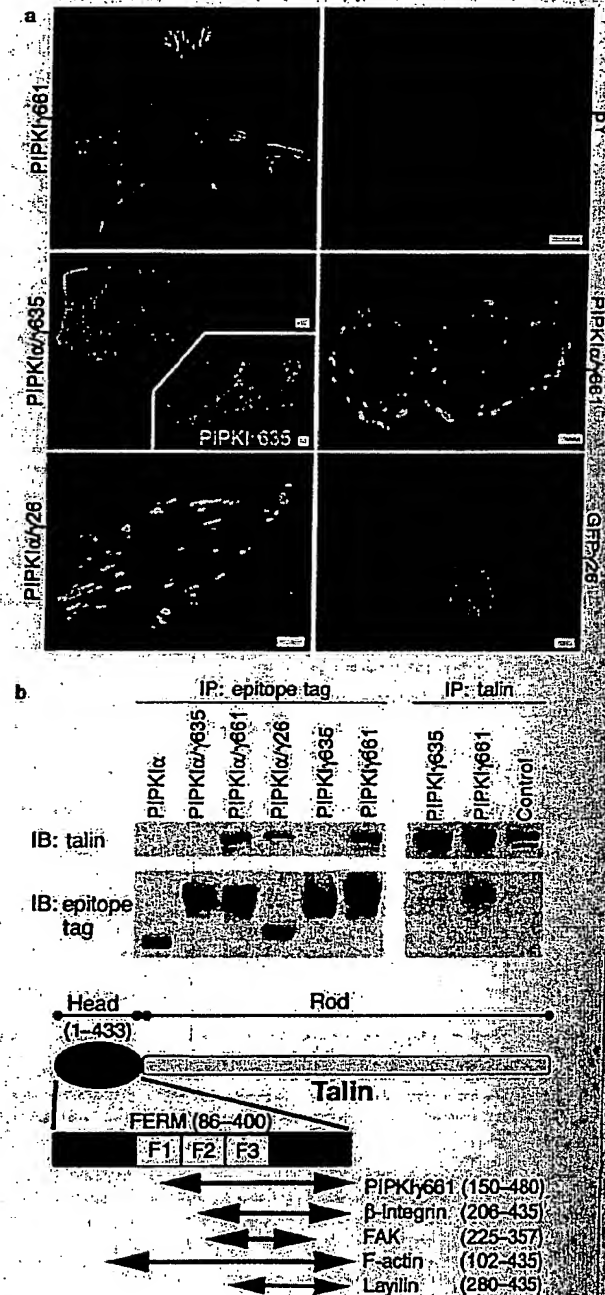 a
PIPKIγ661
pY
PIPKIα/γ635
PIPKI 635
PIPKIα/γ661
PIPKIα/γ26
GFP-γ26
b
IP: epitope tag
IP: talin
PIPKIα
PIPKIα/γ635
PIPKIα/γ661
PIPKIα/γ26
PIPKIγ635
PIPKIγ661
PIPKIγ635
PIPKIγ661
Control
IB: talin
IB: epitope
tag
Head
(1–433)
Rod
Talin
FERM (86–400)
F1 F2 F3
PIPKIγ661 (150–480)
β-Integrin (206–435)
FAK (225–357)
F-actin (102–435)
Layilin (280–435)